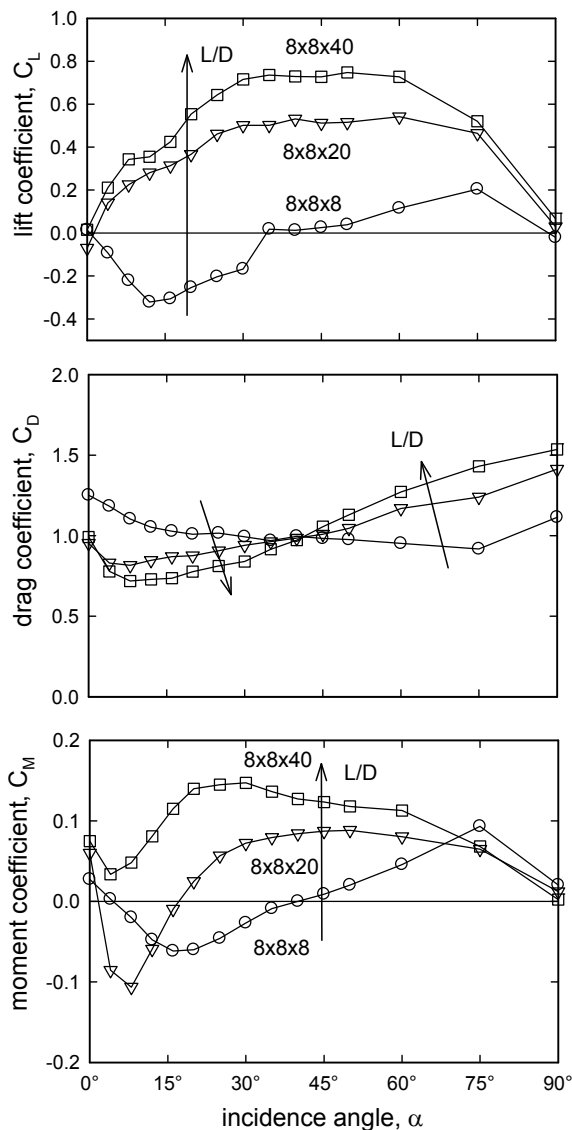 1.0
L/D
8x8x40
0.8
0.6
8x8x20
0.4
8x8x8
0.2
0.0
-0.2
-0.4
lift coefficient, C_L
2.0
L/D
1.5
1.0
0.5
0.0
drag coefficient, C_D
0.2
8x8x40
L/D
0.1
8x8x20
0.0
8x8x8
-0.1
-0.2
moment coefficient, C_M
0° 15° 30° 45° 60° 75° 90°
incidence angle, α